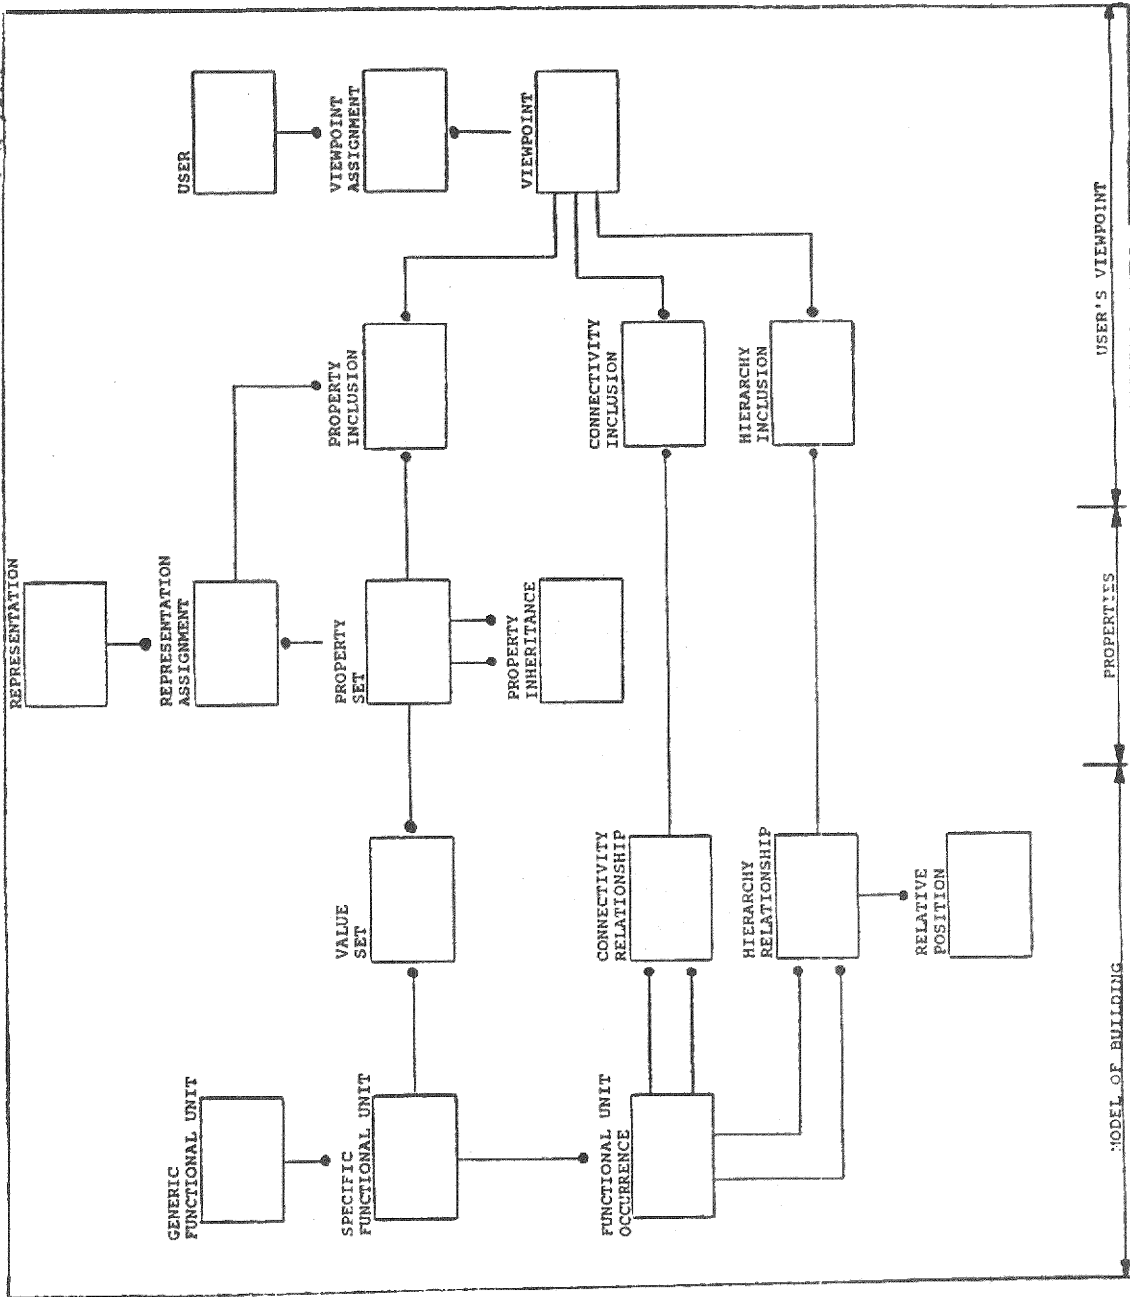 GENERIC
FUNCTIONAL UNIT
SPECIFIC
FUNCTIONAL UNIT
FUNCTIONAL UNIT
OCCURRENCE
VALUE
SET
CONNECTIVITY
RELATIONSHIP
HIERARCHY
RELATIONSHIP
RELATIVE
POSITION
REPRESENTATION
REPRESENTATION
ASSIGNMENT
PROPERTY
SET
PROPERTY
INHERITANCE
PROPERTY
INCLUSION
CONNECTIVITY
INCLUSION
HIERARCHY
INCLUSION
USER
VIEWPOINT
ASSIGNMENT
VIEWPOINT
MODEL OF BUILDING
PROPERTIES
USER'S VIEWPOINT